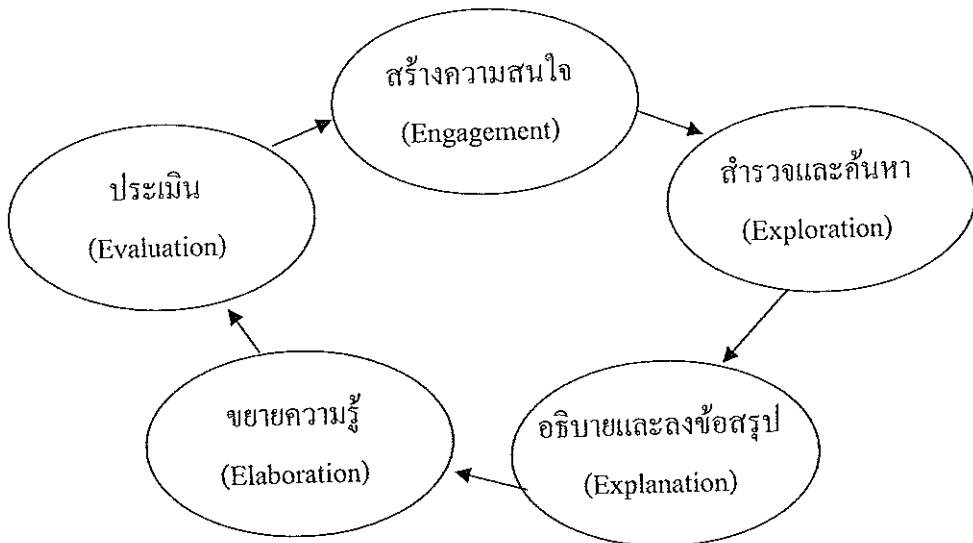 สร้างความสนใจ
(Engagement)
สำรวจและค้นหา
(Exploration)
อธิบายและลงข้อสรุป
(Explanation)
ขยายความรู้
(Elaboration)
ประเมิน
(Evaluation)